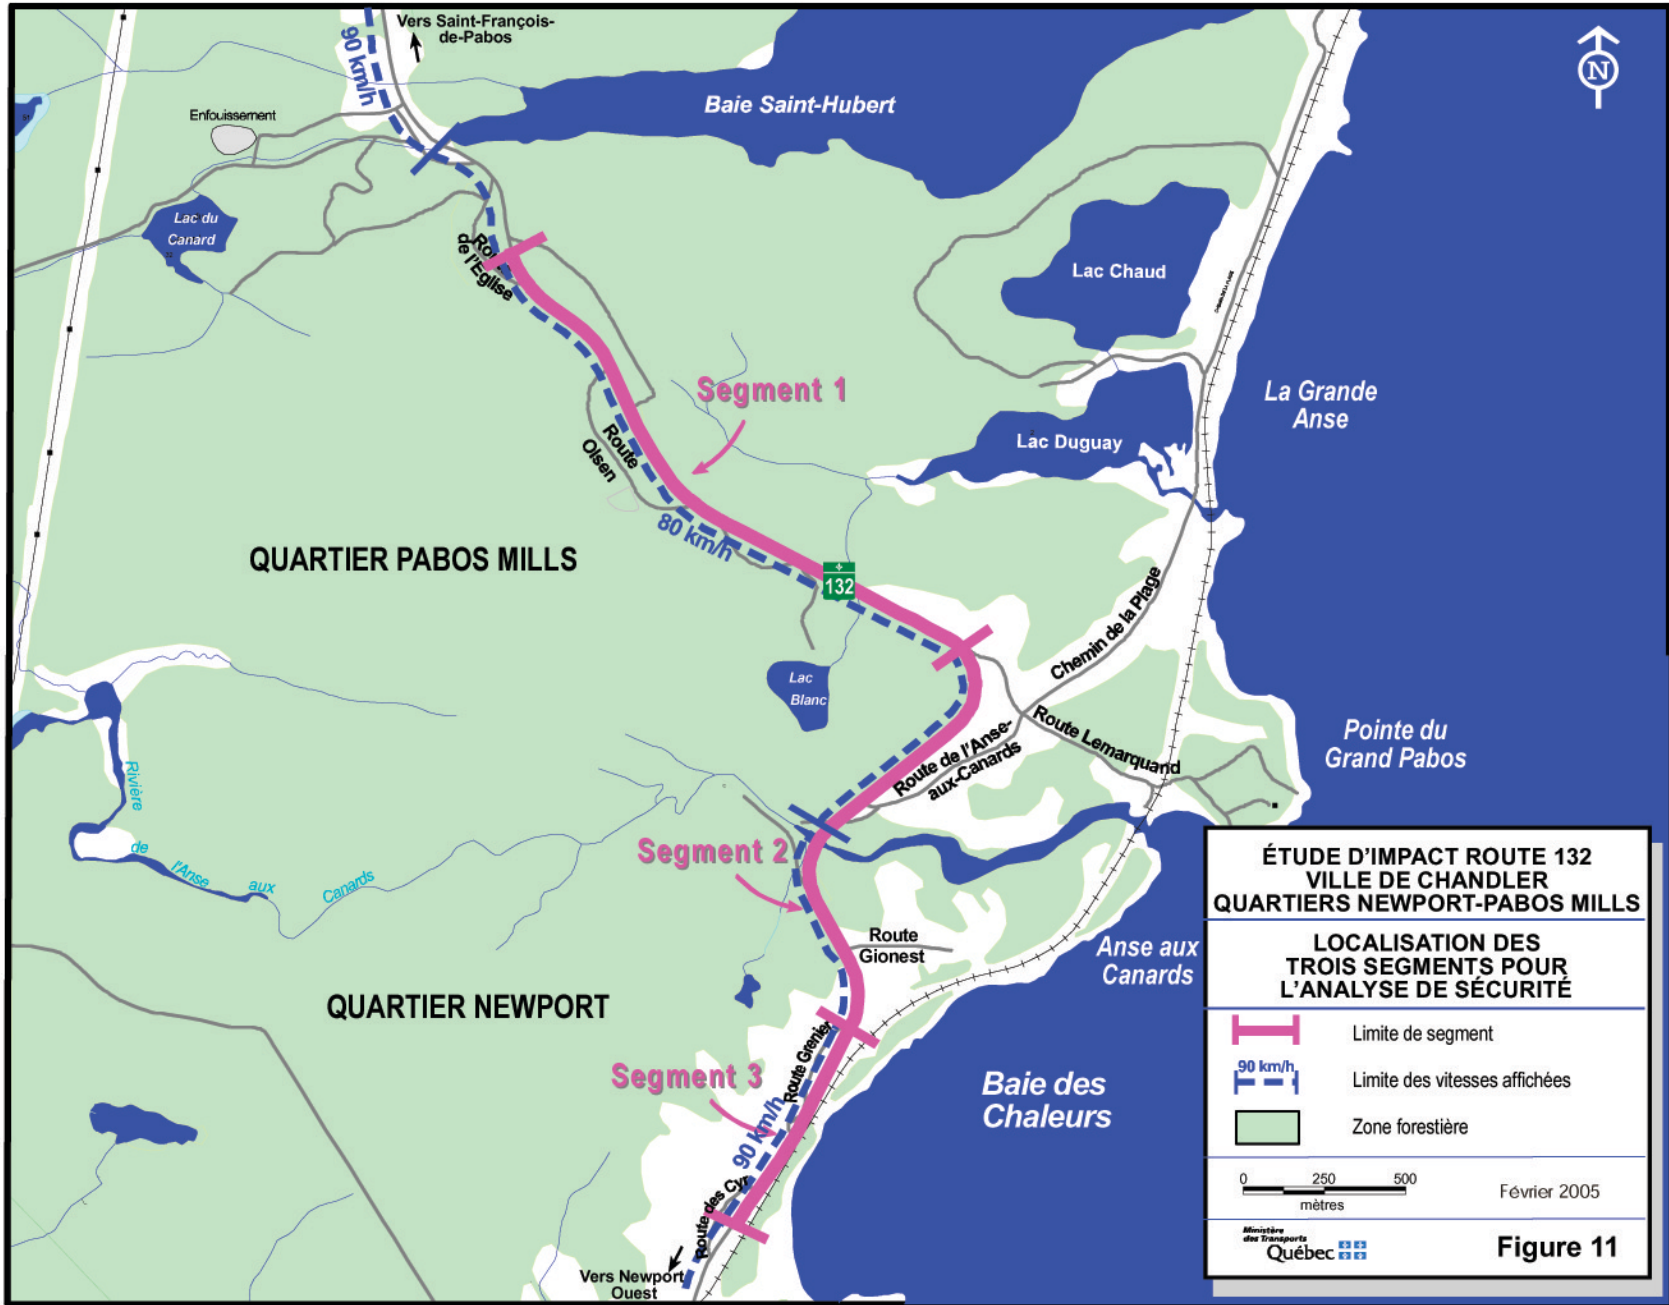 Vers Saint-François-
de-Pabos
90 km/h
Baie Saint-Hubert
N
Enfouissement
Lac du
Canard
Route
de l'Église
Lac Chaud
La Grande
Anse
Segment 1
Lac Duguay
Route
Olsen
80 km/h
QUARTIER PABOS MILLS
132
Chemin de la Plage
Lac
Blanc
Route Lemarquand
Route de l'Anse-
aux-Canards
Pointe du
Grand Pabos
Rivière
de
l'Anse
aux
Canards
Segment 2
Route
Gionest
Anse aux
Canards
QUARTIER NEWPORT
Route Grenier
Segment 3
90 km/h
Baie des
Chaleurs
Route des Cyr
Vers Newport
Ouest
ÉTUDE D'IMPACT ROUTE 132
VILLE DE CHANDLER
QUARTIERS NEWPORT-PABOS MILLS
LOCALISATION DES
TROIS SEGMENTS POUR
L'ANALYSE DE SÉCURITÉ
Limite de segment
90 km/h
Limite des vitesses affichées
Zone forestière
0 250 500
mètres
Février 2005
Ministère
des Transports
Québec
Figure 11